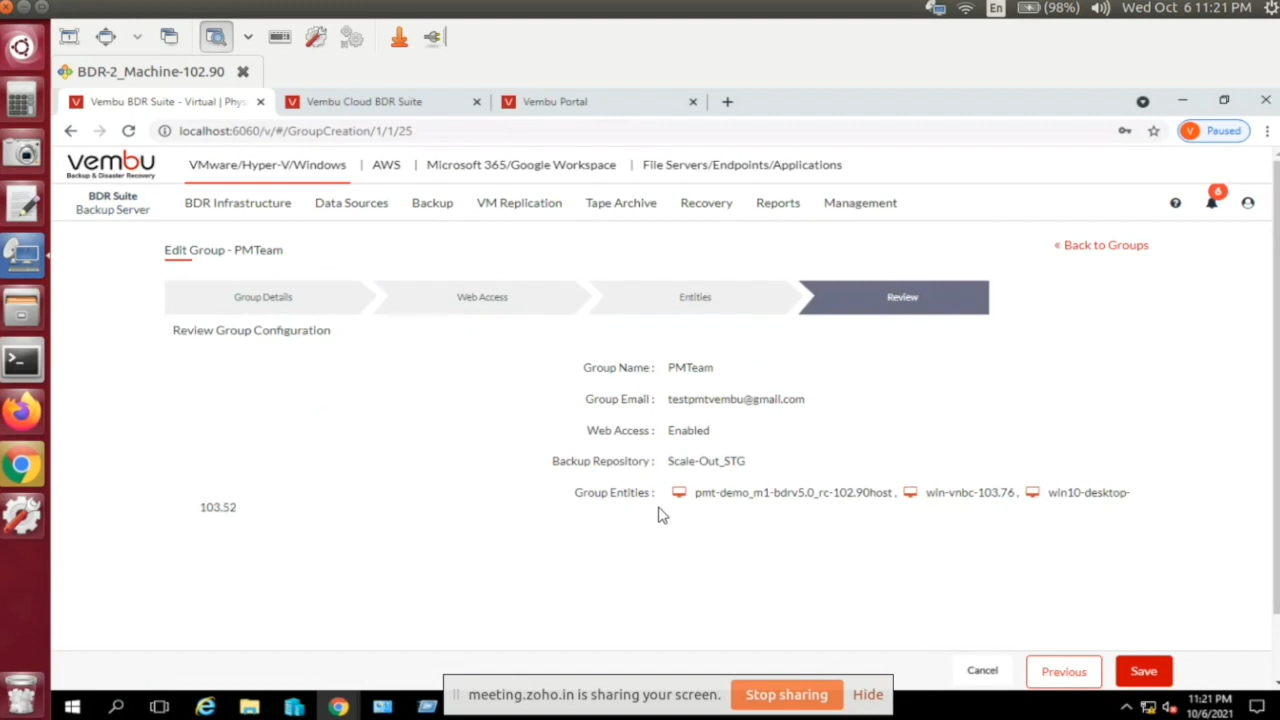 En (98%) Wed Oct 6 11:21 PM
BDR-2_Machine-102.90
Vembu BDR Suite - Virtual | Phys Vembu Cloud BDR Suite Vembu Portal
localhost:6060/v/#/GroupCreation/1/1/25 V Paused
vembu VMware/Hyper-V/Windows | AWS | Microsoft 365/Google Workspace | File Servers/Endpoints/Applications
Backup & Disaster Recovery
BDR Suite
Backup Server BDR Infrastructure Data Sources Backup VM Replication Tape Archive Recovery Reports Management 6
Edit Group - PMTeam « Back to Groups
Group Details Web Access Entities Review
Review Group Configuration
Group Name : PMTeam
Group Email : testpmtvembu@gmail.com
Web Access : Enabled
Backup Repository : Scale-Out_STG
Group Entities : pmt-demo_m1-bdrv5.0_rc-102.90host , win-vnbc-103.76 , win10-desktop-
103.52
Cancel Previous Save
meeting.zoho.in is sharing your screen. Stop sharing Hide
11:21 PM
10/6/2021